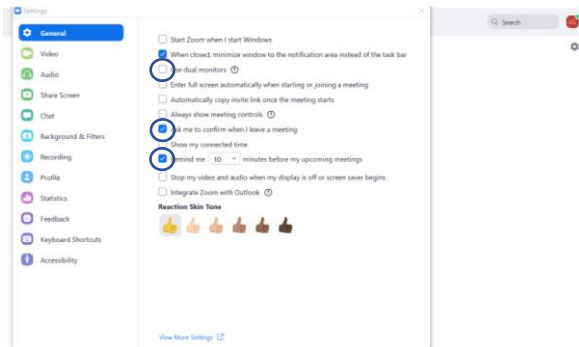 Settings
General
Video
Audio
Share Screen
Chat
Background & Filters
Recording
Profile
Statistics
Feedback
Keyboard Shortcuts
Accessibility
Start Zoom when I start Windows
When closed, minimize window to the notification area instead of the task bar
Use dual monitors
Enter full screen automatically when starting or joining a meeting
Automatically copy invite link once the meeting starts
Always show meeting controls
Ask me to confirm when I leave a meeting
Show my connected time
Remind me 10 minutes before my upcoming meetings
Stop my video and audio when my display is off or screen saver begins
Integrate Zoom with Outlook
Reaction Skin Tone
View More Settings
Search